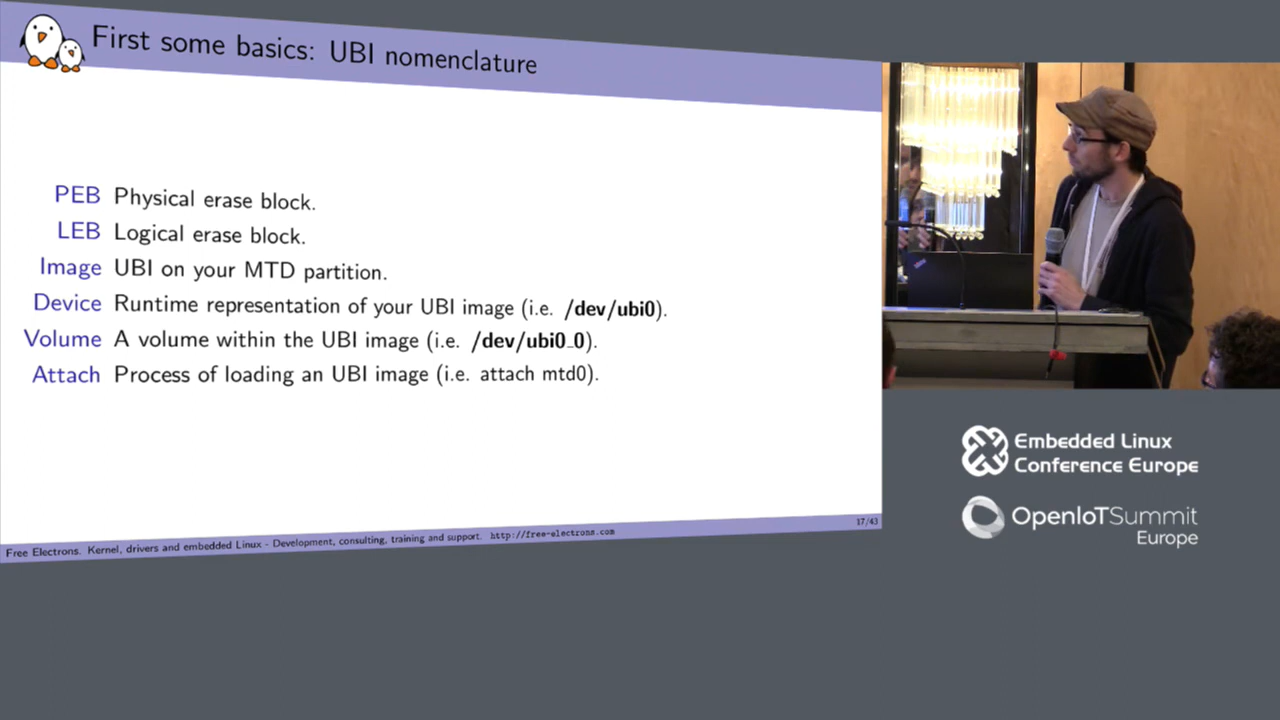 First some basics: UBI nomenclature
PEB Physical erase block.
LEB Logical erase block.
Image UBI on your MTD partition.
Device Runtime representation of your UBI image (i.e. /dev/ubi0).
Volume A volume within the UBI image (i.e. /dev/ubi0_0).
Attach Process of loading an UBI image (i.e. attach mtd0).
17/43
Free Electrons. Kernel, drivers and embedded Linux - Development, consulting, training and support. http://free-electrons.com
Embedded Linux
Conference Europe
OpenIoTSummit
Europe